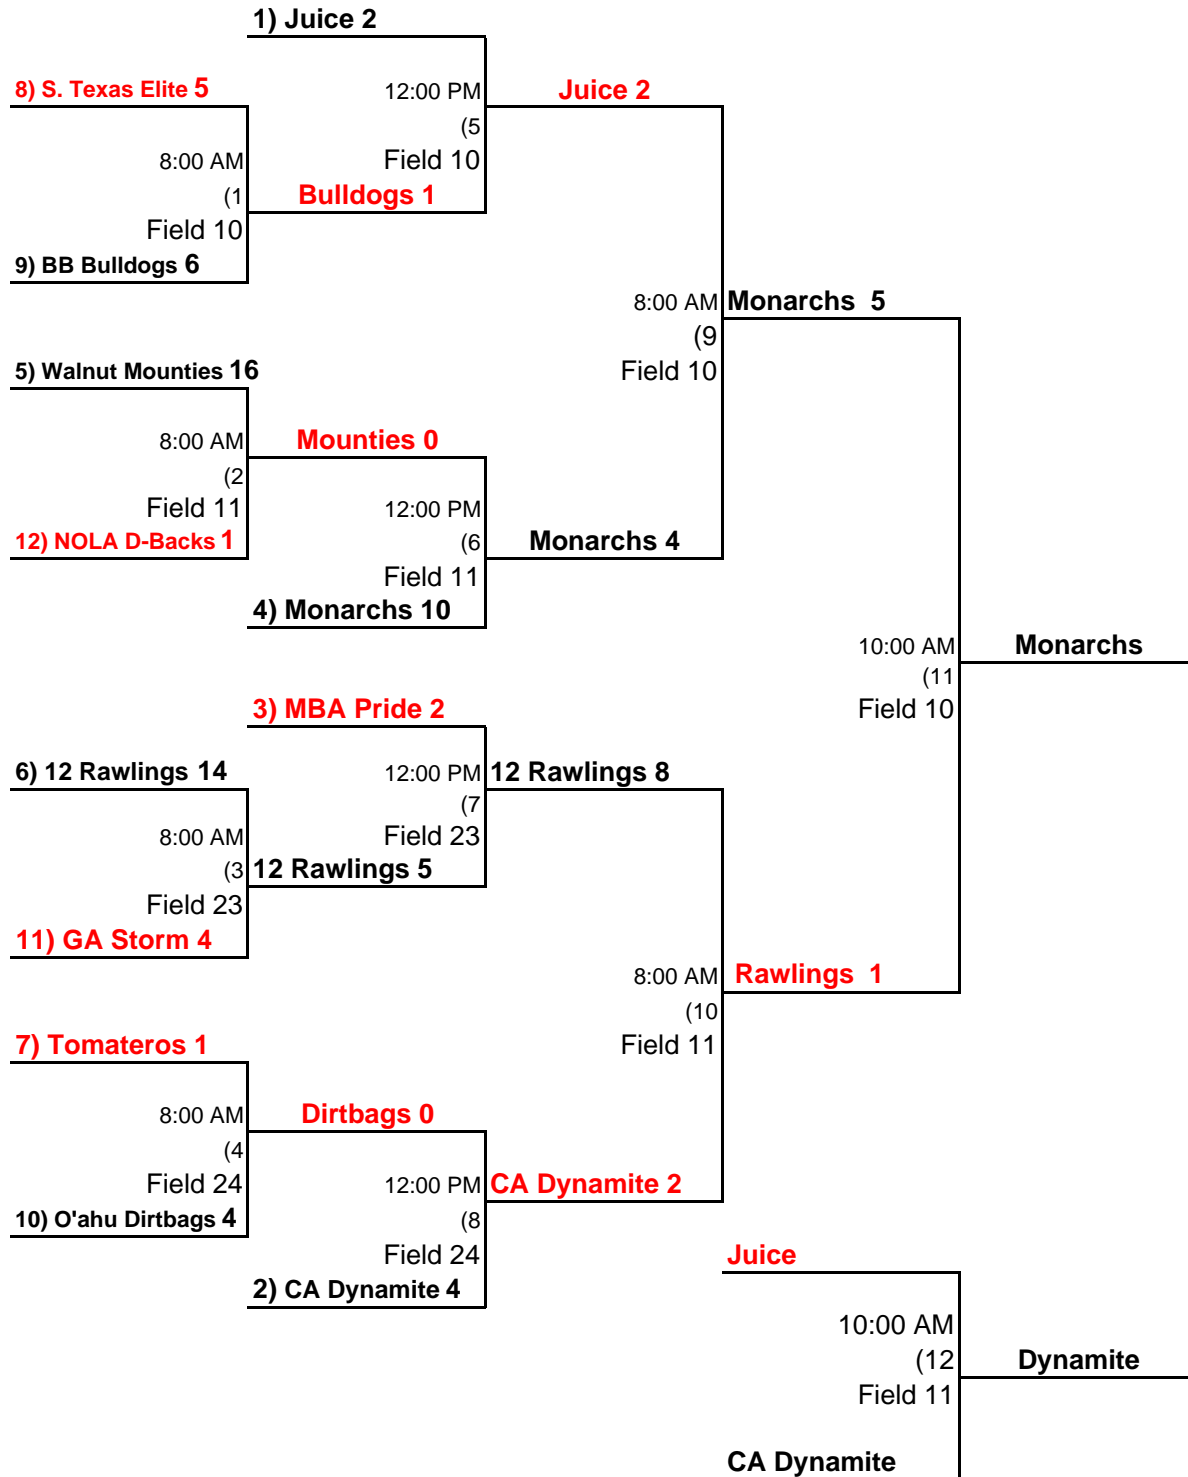 1) Juice 2
8) S. Texas Elite 5
12:00 PM
Juice 2
(5
8:00 AM
Field 10
(1
Bulldogs 1
Field 10
9) BB Bulldogs 6
8:00 AM
Monarchs  5
(9
5) Walnut Mounties 16
Field 10
8:00 AM
Mounties 0
(2
Field 11
12:00 PM
12) NOLA D-Backs 1
(6
Monarchs 4
Field 11
4) Monarchs 10
10:00 AM
Monarchs
(11
3) MBA Pride 2
Field 10
6) 12 Rawlings 14
12:00 PM
12 Rawlings 8
(7
8:00 AM
Field 23
(3
12 Rawlings 5
Field 23
11) GA Storm 4
8:00 AM
Rawlings  1
(10
7) Tomateros 1
Field 11
8:00 AM
Dirtbags 0
(4
Field 24
12:00 PM
CA Dynamite 2
10) O'ahu Dirtbags 4
(8
Field 24
Juice
2) CA Dynamite 4
10:00 AM
(12
Dynamite
Field 11
CA Dynamite